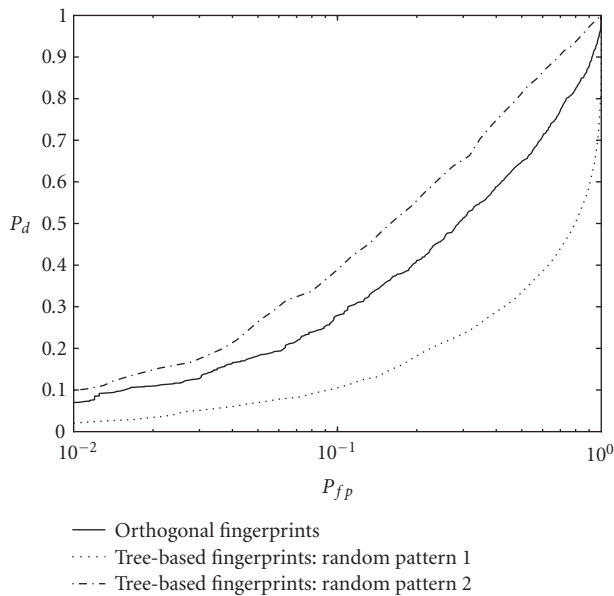 1
0.9
0.8
0.7
0.6
P_d 0.5
0.4
0.3
0.2
0.1
0
10^−2 10^−1 10^0
P_fp
Orthogonal fingerprints
Tree-based fingerprints: random pattern 1
Tree-based fingerprints: random pattern 2